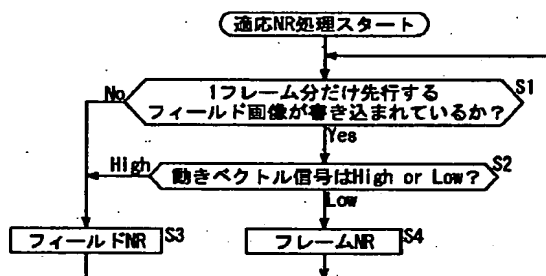 適応NR処理スタート
1フレーム分だけ先行する
フィールド画像が書き込まれているか?
S1
No
Yes
動きベクトル信号はHigh or Low?
S2
High
Low
フィールドNR
S3
フレームNR
S4